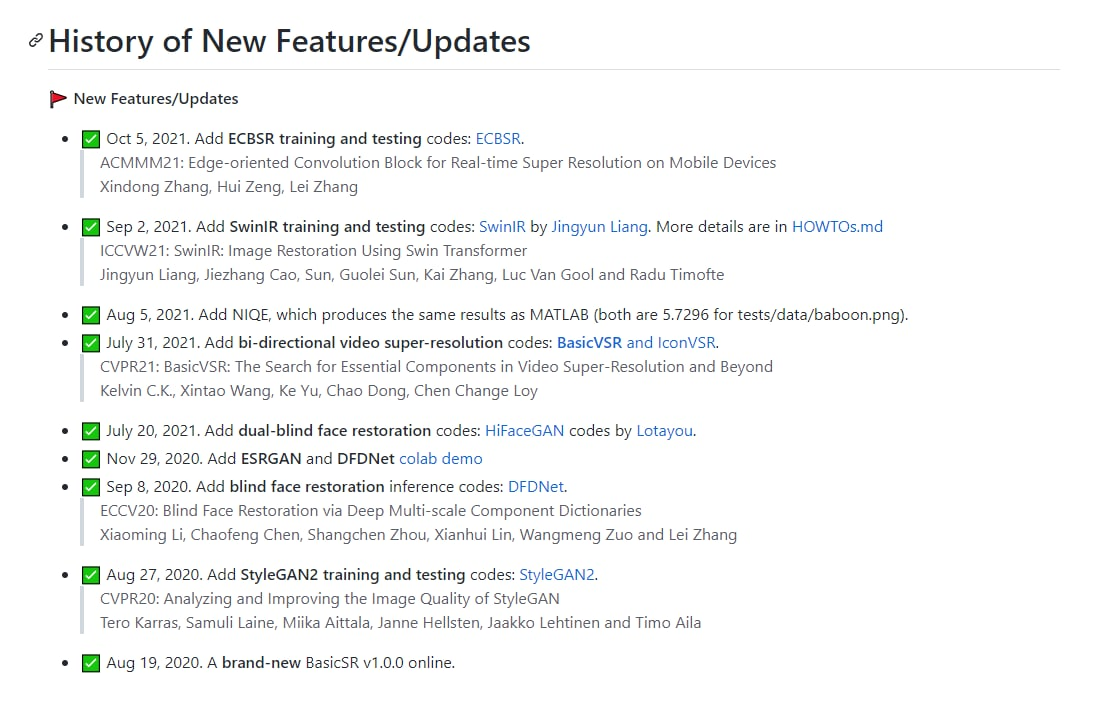 History of New Features/Updates
New Features/Updates
Oct 5, 2021. Add ECBSR training and testing codes: ECBSR.
ACMMM21: Edge-oriented Convolution Block for Real-time Super Resolution on Mobile Devices
Xindong Zhang, Hui Zeng, Lei Zhang
Sep 2, 2021. Add SwinIR training and testing codes: SwinIR by Jingyun Liang. More details are in HOWTOs.md
ICCVW21: SwinIR: Image Restoration Using Swin Transformer
Jingyun Liang, Jiezhang Cao, Sun, Guolei Sun, Kai Zhang, Luc Van Gool and Radu Timofte
Aug 5, 2021. Add NIQE, which produces the same results as MATLAB (both are 5.7296 for tests/data/baboon.png).
July 31, 2021. Add bi-directional video super-resolution codes: BasicVSR and IconVSR.
CVPR21: BasicVSR: The Search for Essential Components in Video Super-Resolution and Beyond
Kelvin C.K., Xintao Wang, Ke Yu, Chao Dong, Chen Change Loy
July 20, 2021. Add dual-blind face restoration codes: HiFaceGAN codes by Lotayou.
Nov 29, 2020. Add ESRGAN and DFDNet colab demo
Sep 8, 2020. Add blind face restoration inference codes: DFDNet.
ECCV20: Blind Face Restoration via Deep Multi-scale Component Dictionaries
Xiaoming Li, Chaofeng Chen, Shangchen Zhou, Xianhui Lin, Wangmeng Zuo and Lei Zhang
Aug 27, 2020. Add StyleGAN2 training and testing codes: StyleGAN2.
CVPR20: Analyzing and Improving the Image Quality of StyleGAN
Tero Karras, Samuli Laine, Miika Aittala, Janne Hellsten, Jaakko Lehtinen and Timo Aila
Aug 19, 2020. A brand-new BasicSR v1.0.0 online.